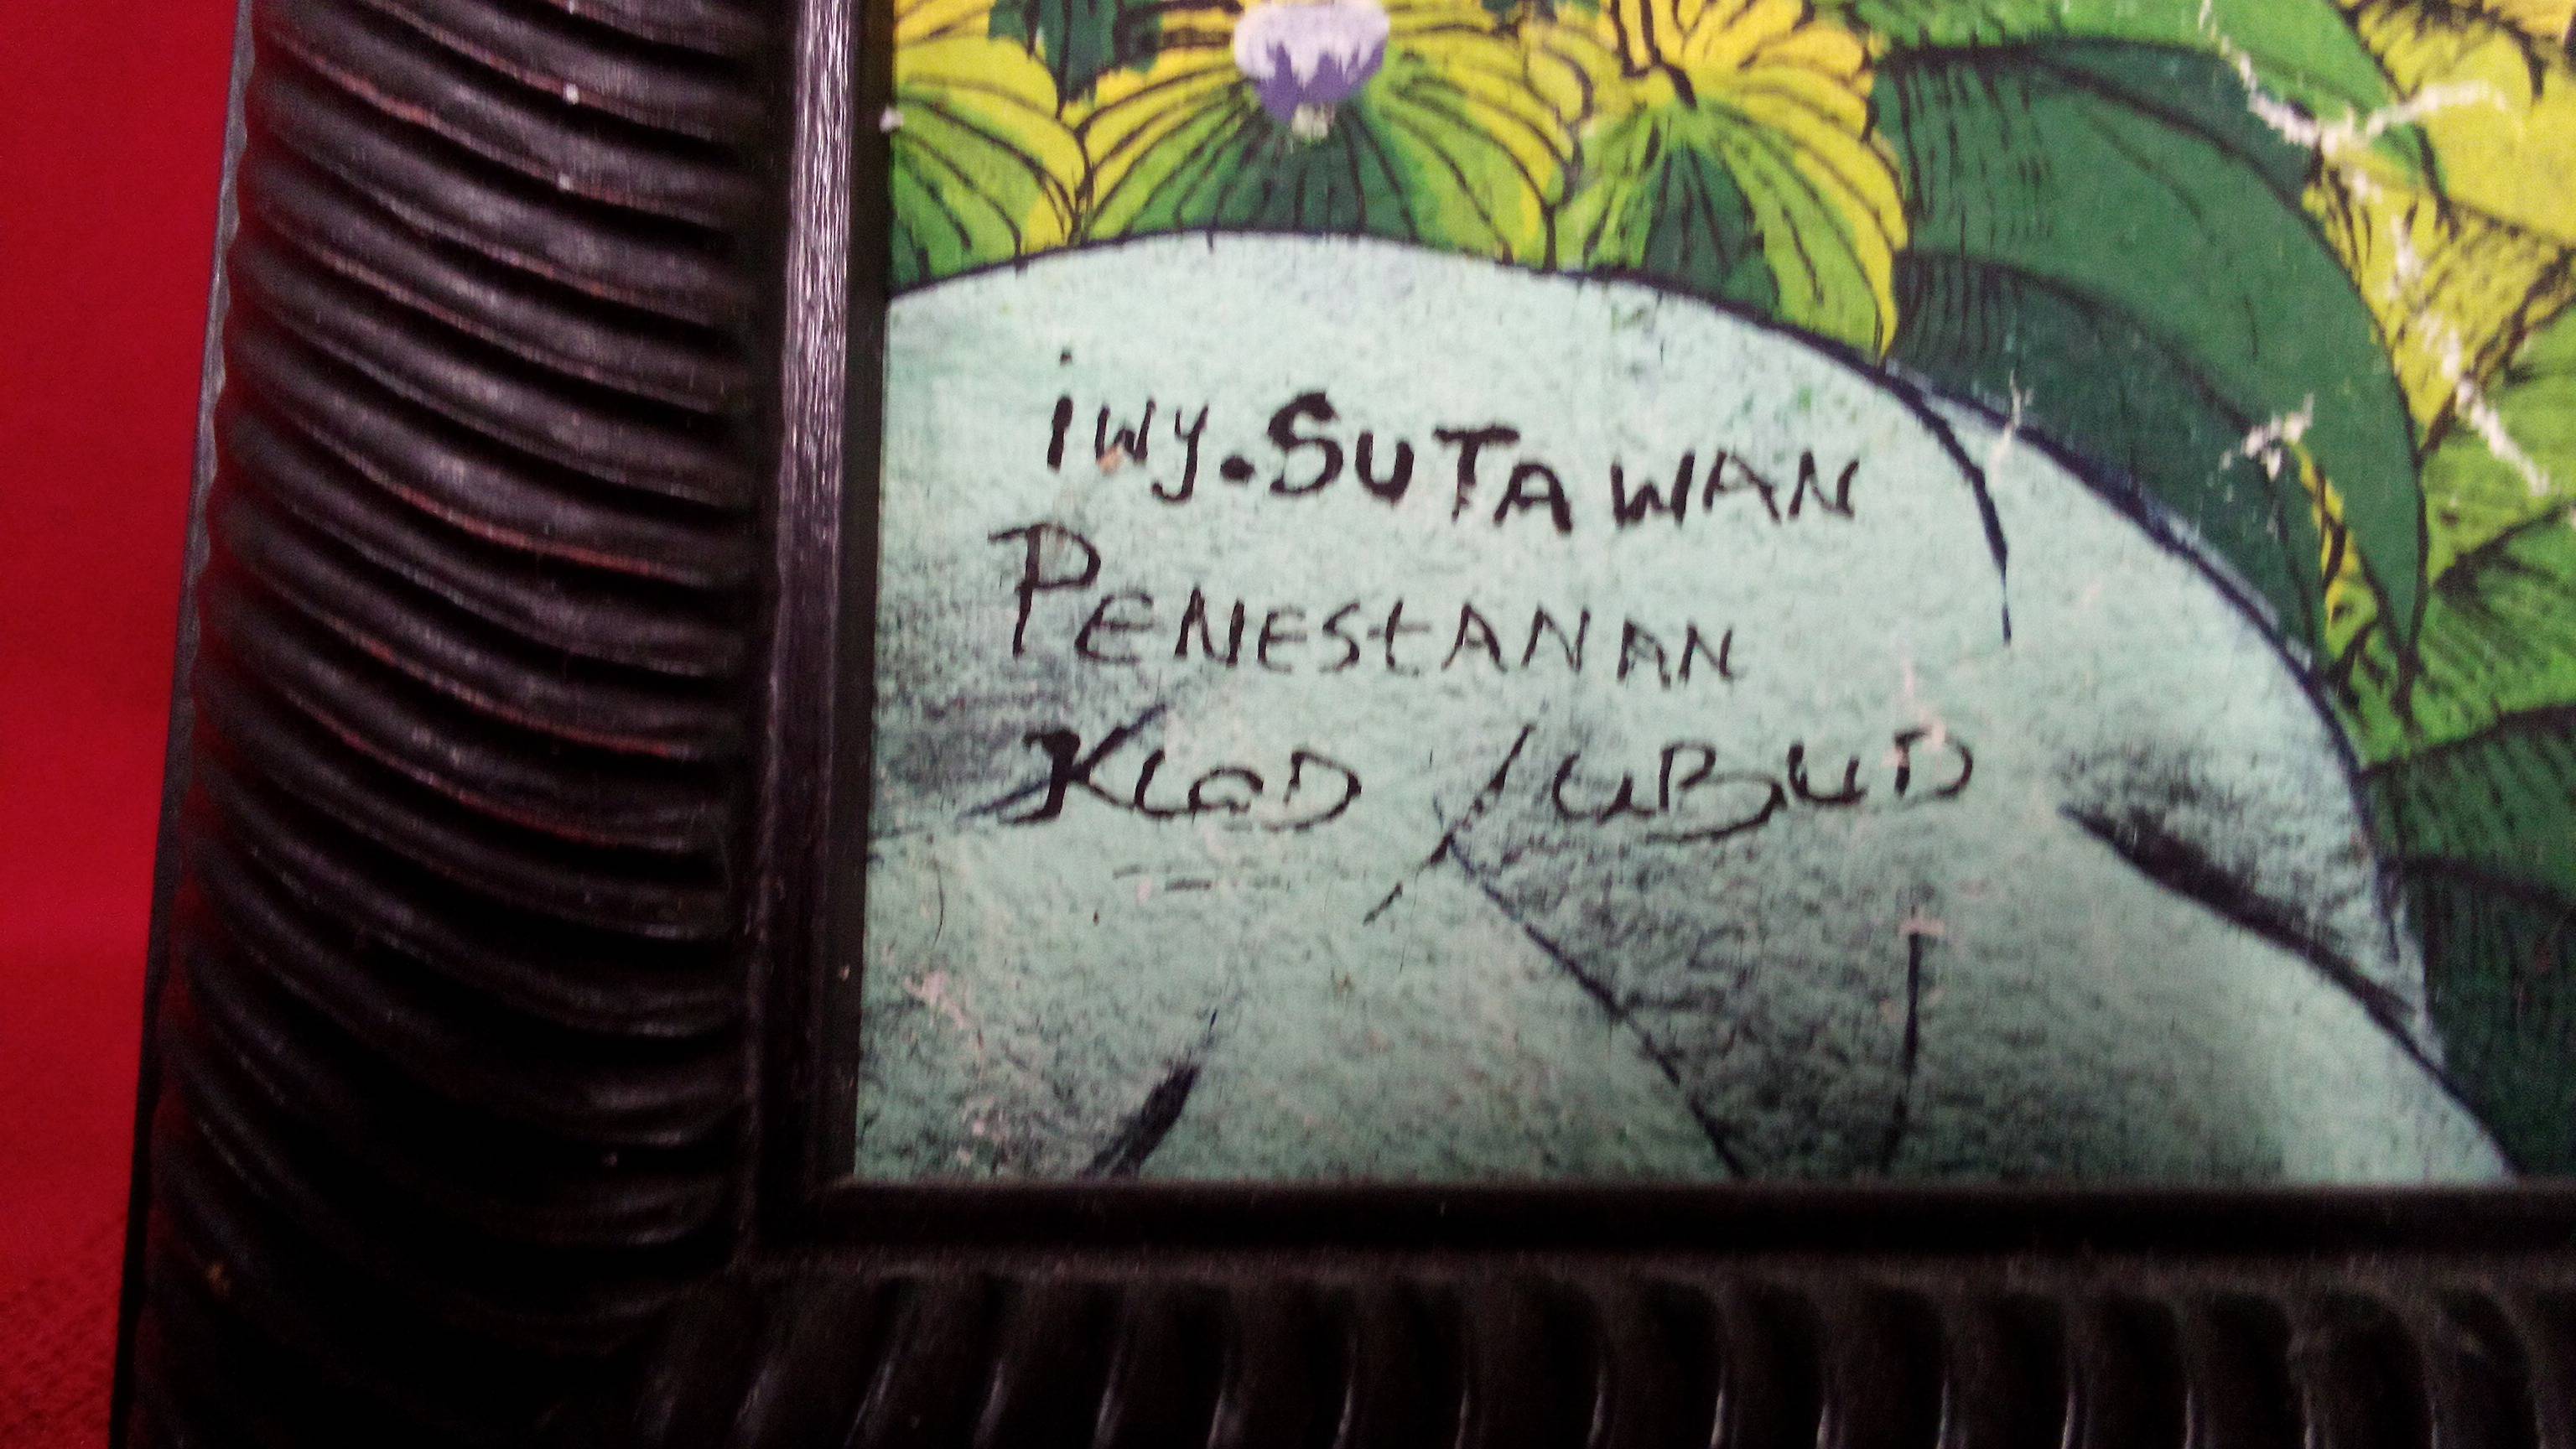 iwy.SUTAWAN
PENEStANAN
KLOD /UBUD